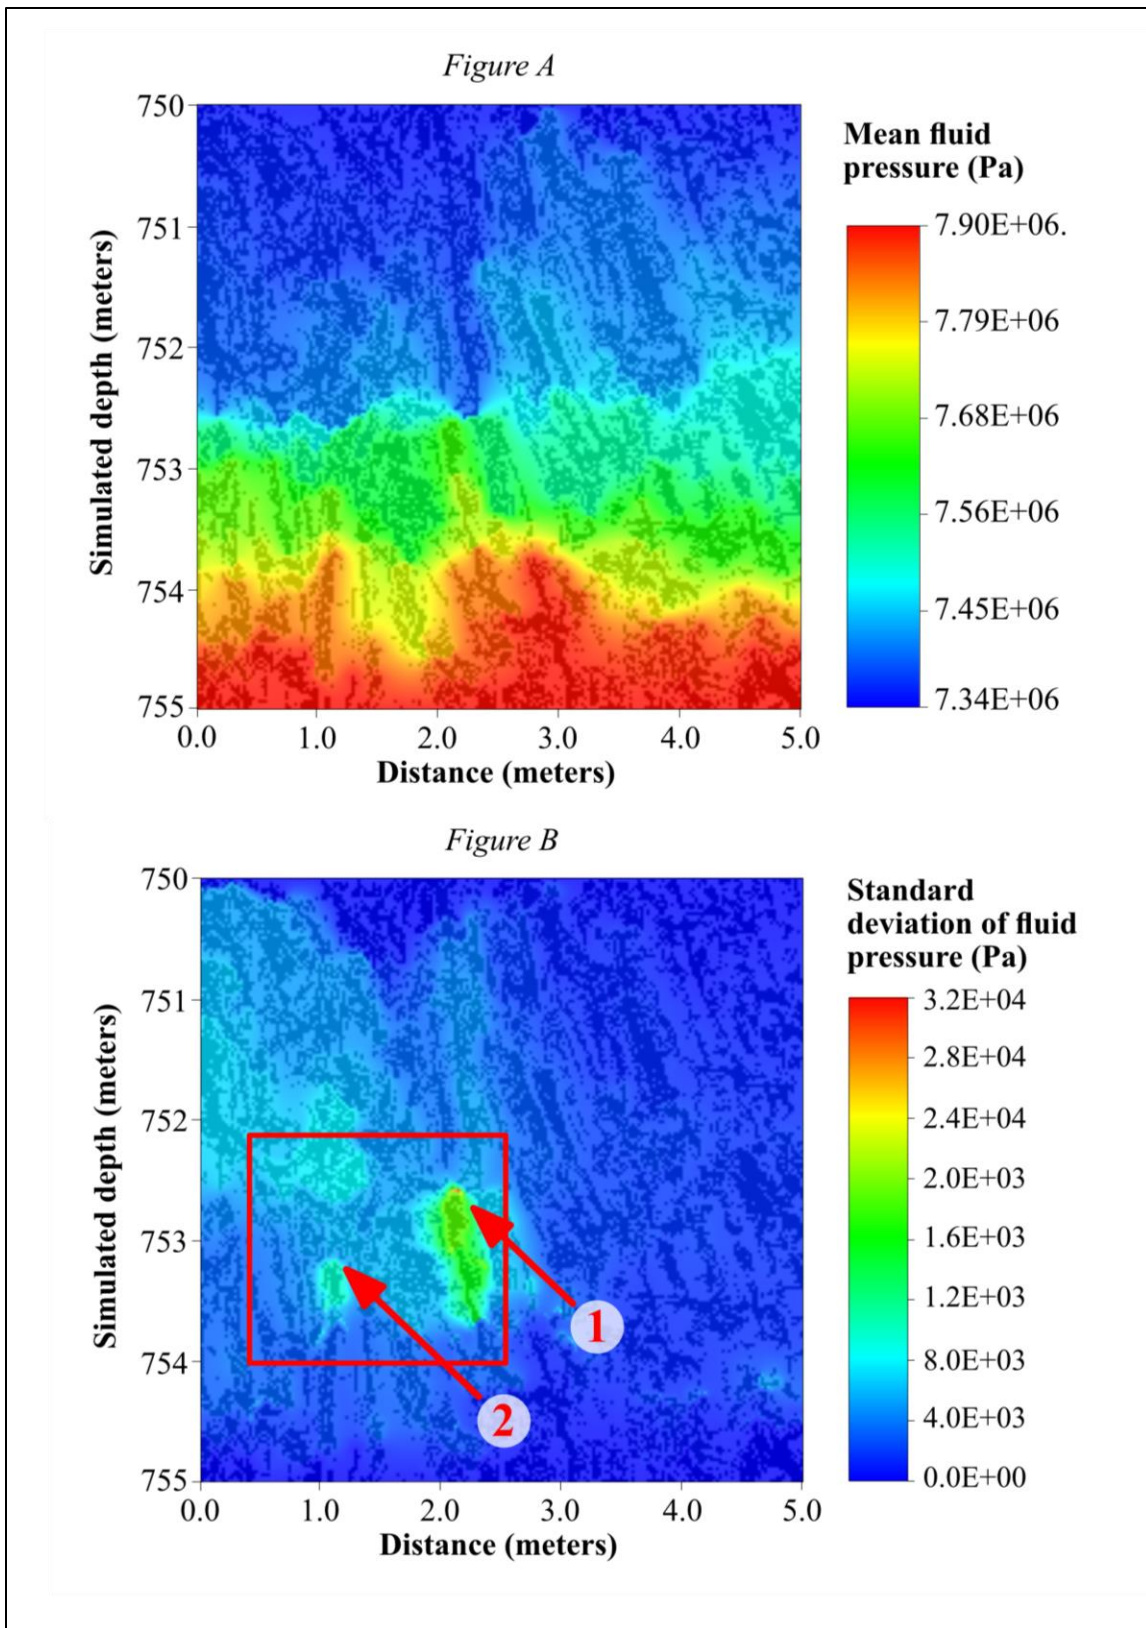 Figure A
Mean fluid
pressure (Pa)
7.90E+06.
7.79E+06
7.68E+06
7.56E+06
7.45E+06
7.34E+06
Simulated depth (meters)
750
751
752
753
754
755
0.0 1.0 2.0 3.0 4.0 5.0
Distance (meters)
Figure B
Standard
deviation of fluid
pressure (Pa)
3.2E+04
2.8E+04
2.4E+04
2.0E+03
1.6E+03
1.2E+03
8.0E+03
4.0E+03
0.0E+00
Simulated depth (meters)
750
751
752
753
754
755
1
2
0.0 1.0 2.0 3.0 4.0 5.0
Distance (meters)